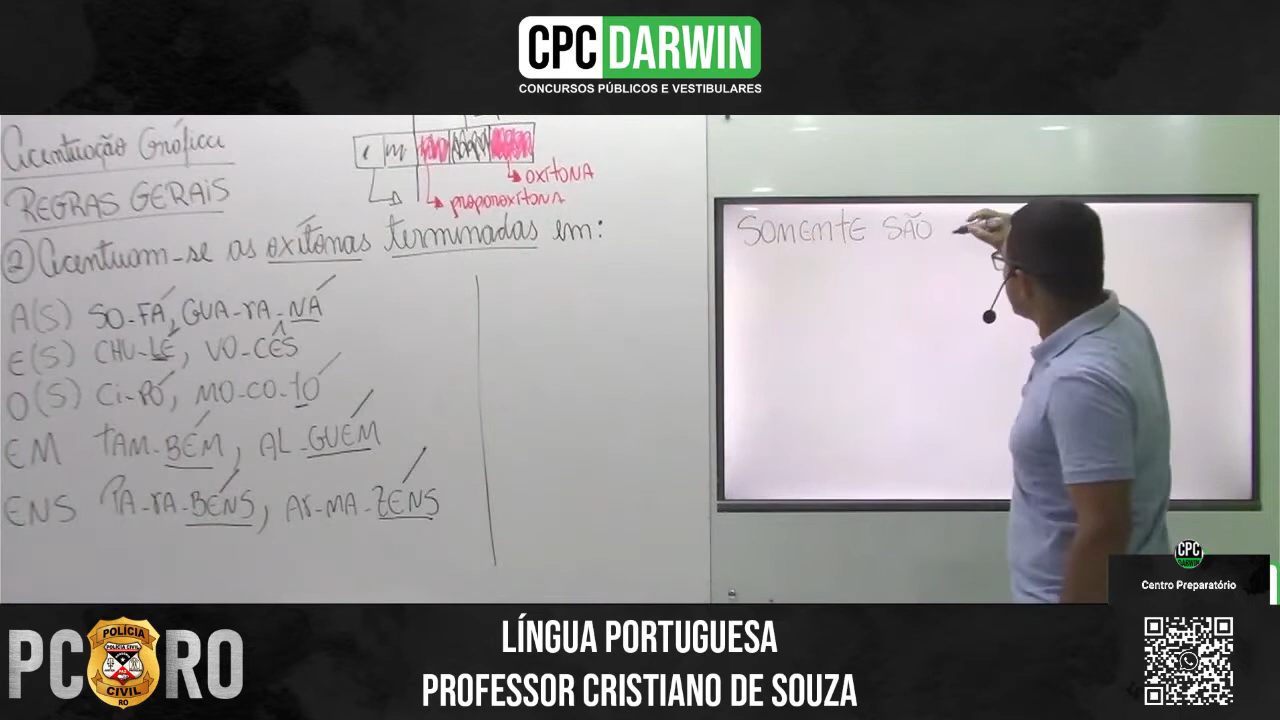 CPC DARWIN
CONCURSOS PÚBLICOS E VESTIBULARES
Acentuação Gráfica
REGRAS GERAIS
OXÍTONA
PROPAROXÍTONA
② Acentuam-se as oxítonas terminadas em:
A(S) SO-FÁ, GUA-RA-NÁ
E(S) CHU-LÉ, VO-CÊS
O(S) CI-PÓ, MO-CO-TÓ
EM TAM-BÉM, AL-GUÉM
ENS PA-RA-BÉNS, AR-MA-ZÉNS
SOMENTE SÃO
CPC
DARWIN
Centro Preparatório
PC RO
POLÍCIA
POLÍCIA CIVIL
CIVIL
RO
LÍNGUA PORTUGUESA
PROFESSOR CRISTIANO DE SOUZA